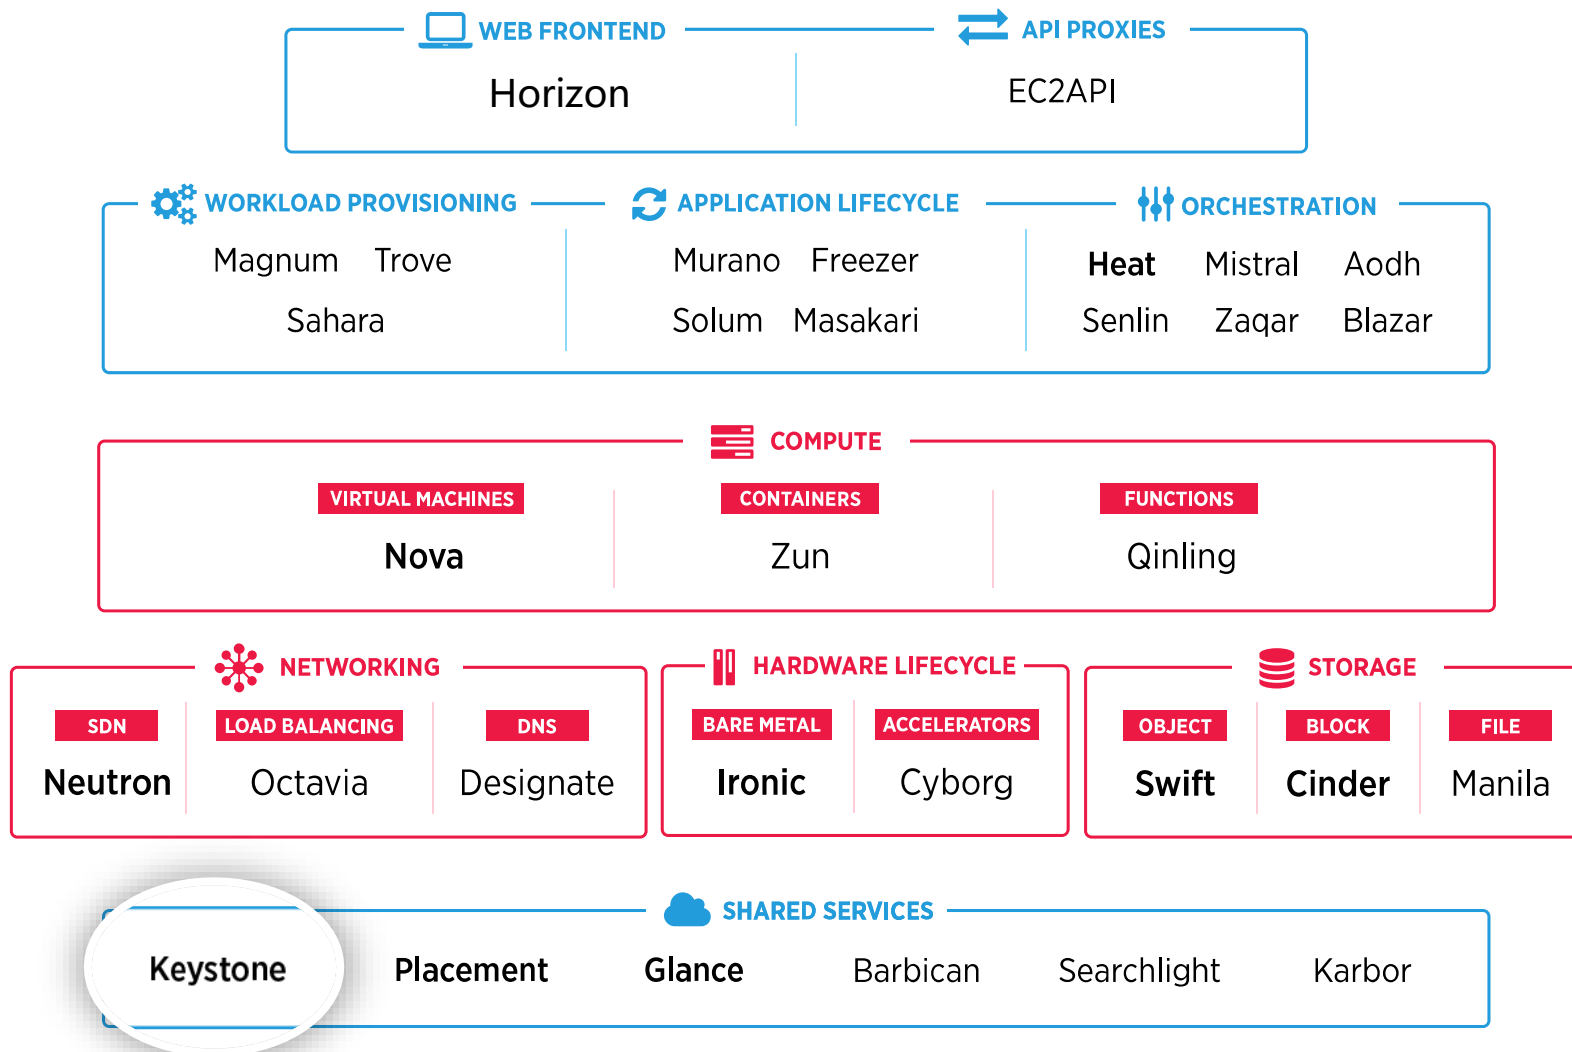 WEB FRONTEND
API PROXIES
Horizon
EC2API
WORKLOAD PROVISIONING
APPLICATION LIFECYCLE
ORCHESTRATION
Magnum Trove
Sahara
Murano Freezer
Solum Masakari
Heat Mistral Aodh
Senlin Zaqar Blazar
COMPUTE
VIRTUAL MACHINES
CONTAINERS
FUNCTIONS
Nova
Zun
Qinling
NETWORKING
HARDWARE LIFECYCLE
STORAGE
SDN
LOAD BALANCING
DNS
BARE METAL
ACCELERATORS
OBJECT
BLOCK
FILE
Neutron
Octavia
Designate
Ironic
Cyborg
Swift
Cinder
Manila
SHARED SERVICES
Keystone
Placement
Glance
Barbican
Searchlight
Karbor